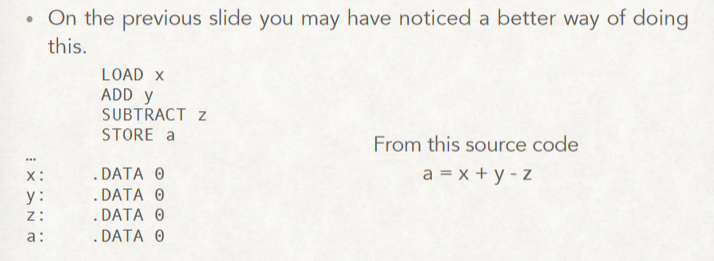 • On the previous slide you may have noticed a better way of doing
this.
LOAD x
ADD y
SUBTRACT z
STORE a
From this source code
a = x + y - z
…
x: .DATA 0
y: .DATA 0
z: .DATA 0
a: .DATA 0